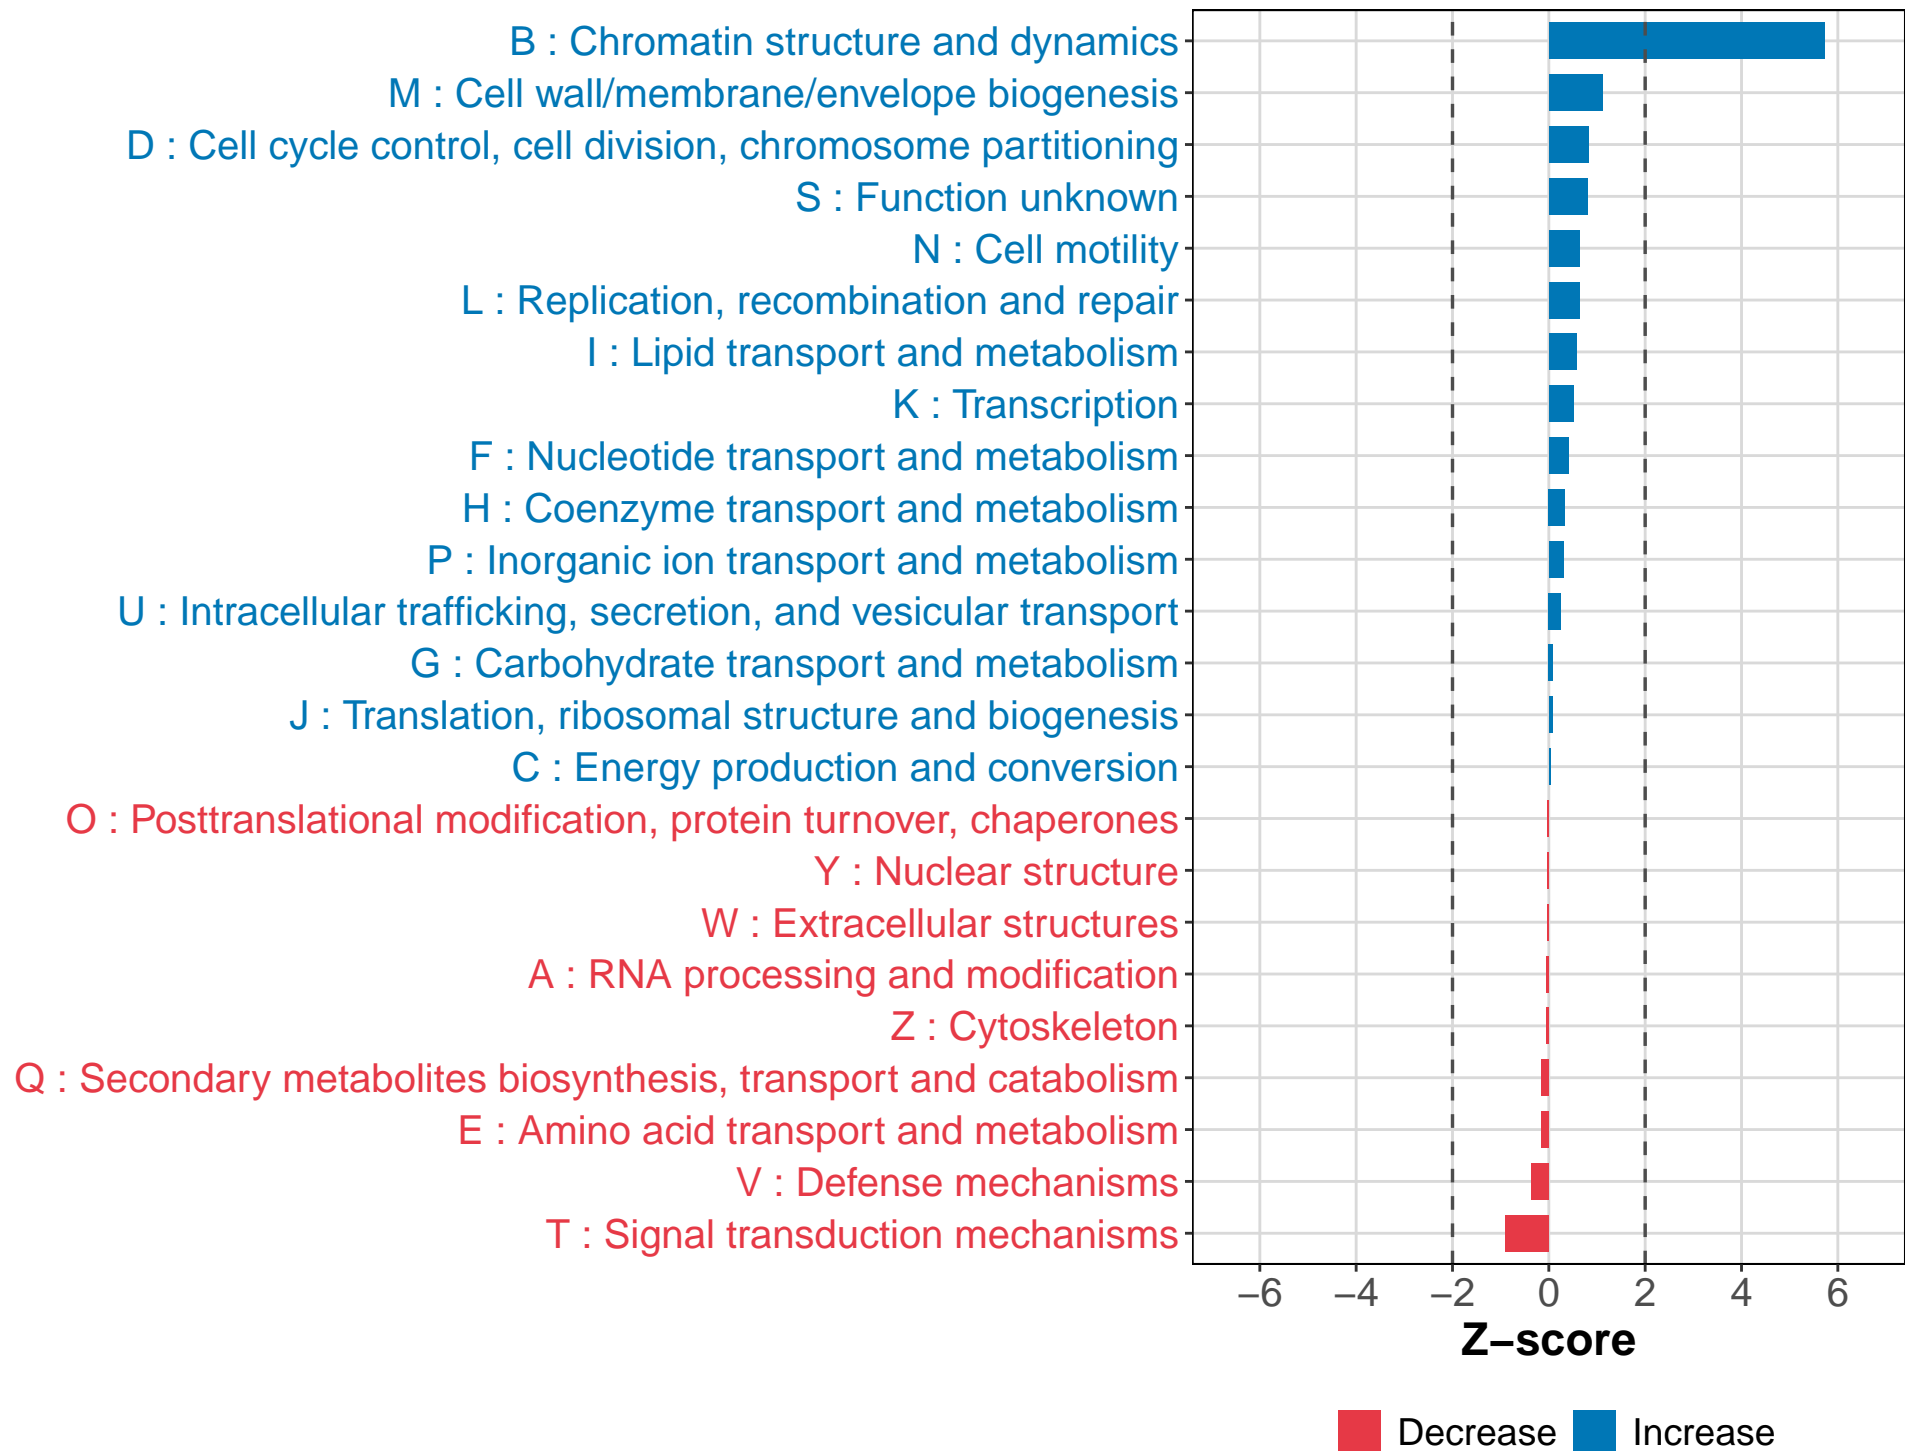 B : Chromatin structure and dynamics
M : Cell wall/membrane/envelope biogenesis
D : Cell cycle control, cell division, chromosome partitioning
S : Function unknown
N : Cell motility
L : Replication, recombination and repair
I : Lipid transport and metabolism
K : Transcription
F : Nucleotide transport and metabolism
H : Coenzyme transport and metabolism
P : Inorganic ion transport and metabolism
U : Intracellular trafficking, secretion, and vesicular transport
G : Carbohydrate transport and metabolism
J : Translation, ribosomal structure and biogenesis
C : Energy production and conversion
O : Posttranslational modification, protein turnover, chaperones
Y : Nuclear structure
W : Extracellular structures
A : RNA processing and modification
Z : Cytoskeleton
Q : Secondary metabolites biosynthesis, transport and catabolism
E : Amino acid transport and metabolism
V : Defense mechanisms
T : Signal transduction mechanisms
−6 −4 −2 0 2 4 6
Z−score
Decrease Increase